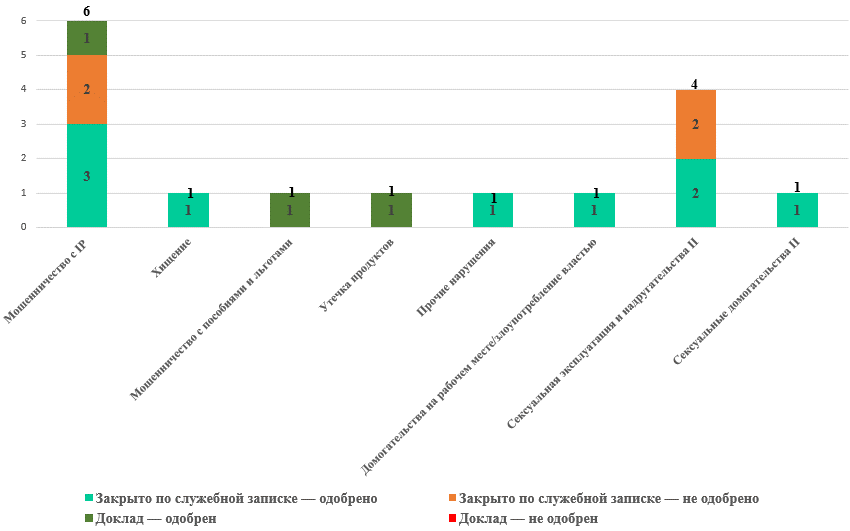 6
6
1
5
2
4
4
2
3
3
2
2
1
1
1
1
1
1
1
1
1
1
1
1
1
1
0
Мошенничество с IP
Хищение
Мошенничество с пособиями и льготами
Утечка продуктов
Прочие нарушения
Домогательства на рабочем месте/злоупотребление властью
Сексуальная эксплуатация и надругательства II
Сексуальные домогательства II
Закрыто по служебной записке — одобрено
Закрыто по служебной записке — не одобрено
Доклад — одобрен
Доклад — не одобрен